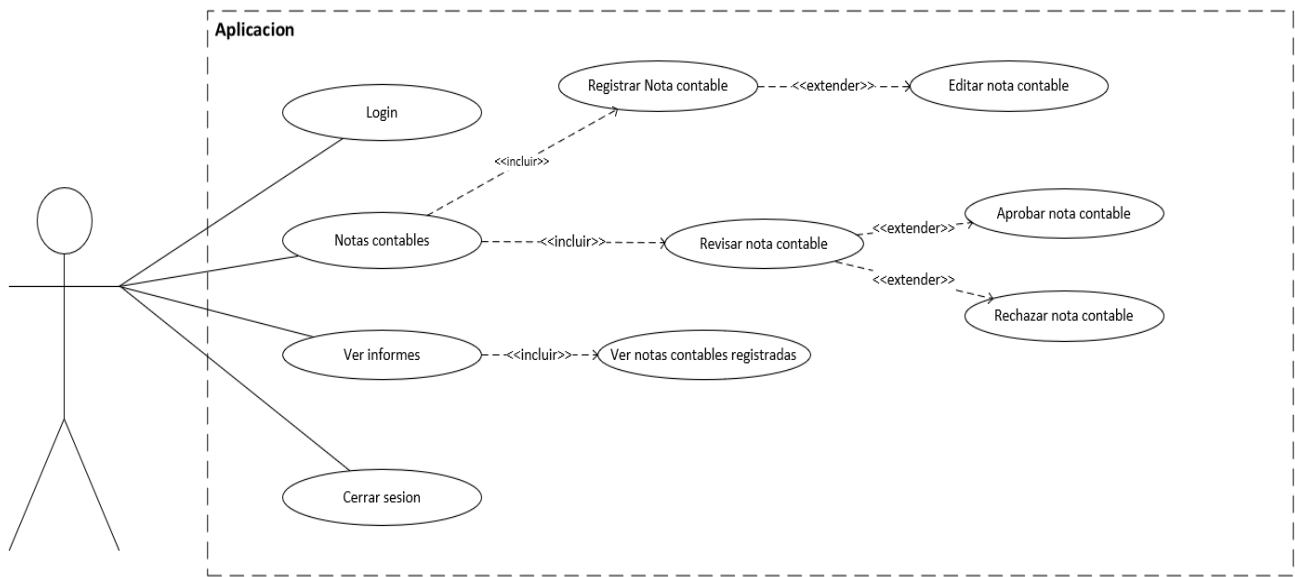 Aplicacion
Login
Registrar Nota contable
<<extender>>
Editar nota contable
<<incluir>>
Notas contables
<<incluir>>
Revisar nota contable
<<extender>>
Aprobar nota contable
<<extender>>
Rechazar nota contable
Ver informes
<<incluir>>
Ver notas contables registradas
Cerrar sesion